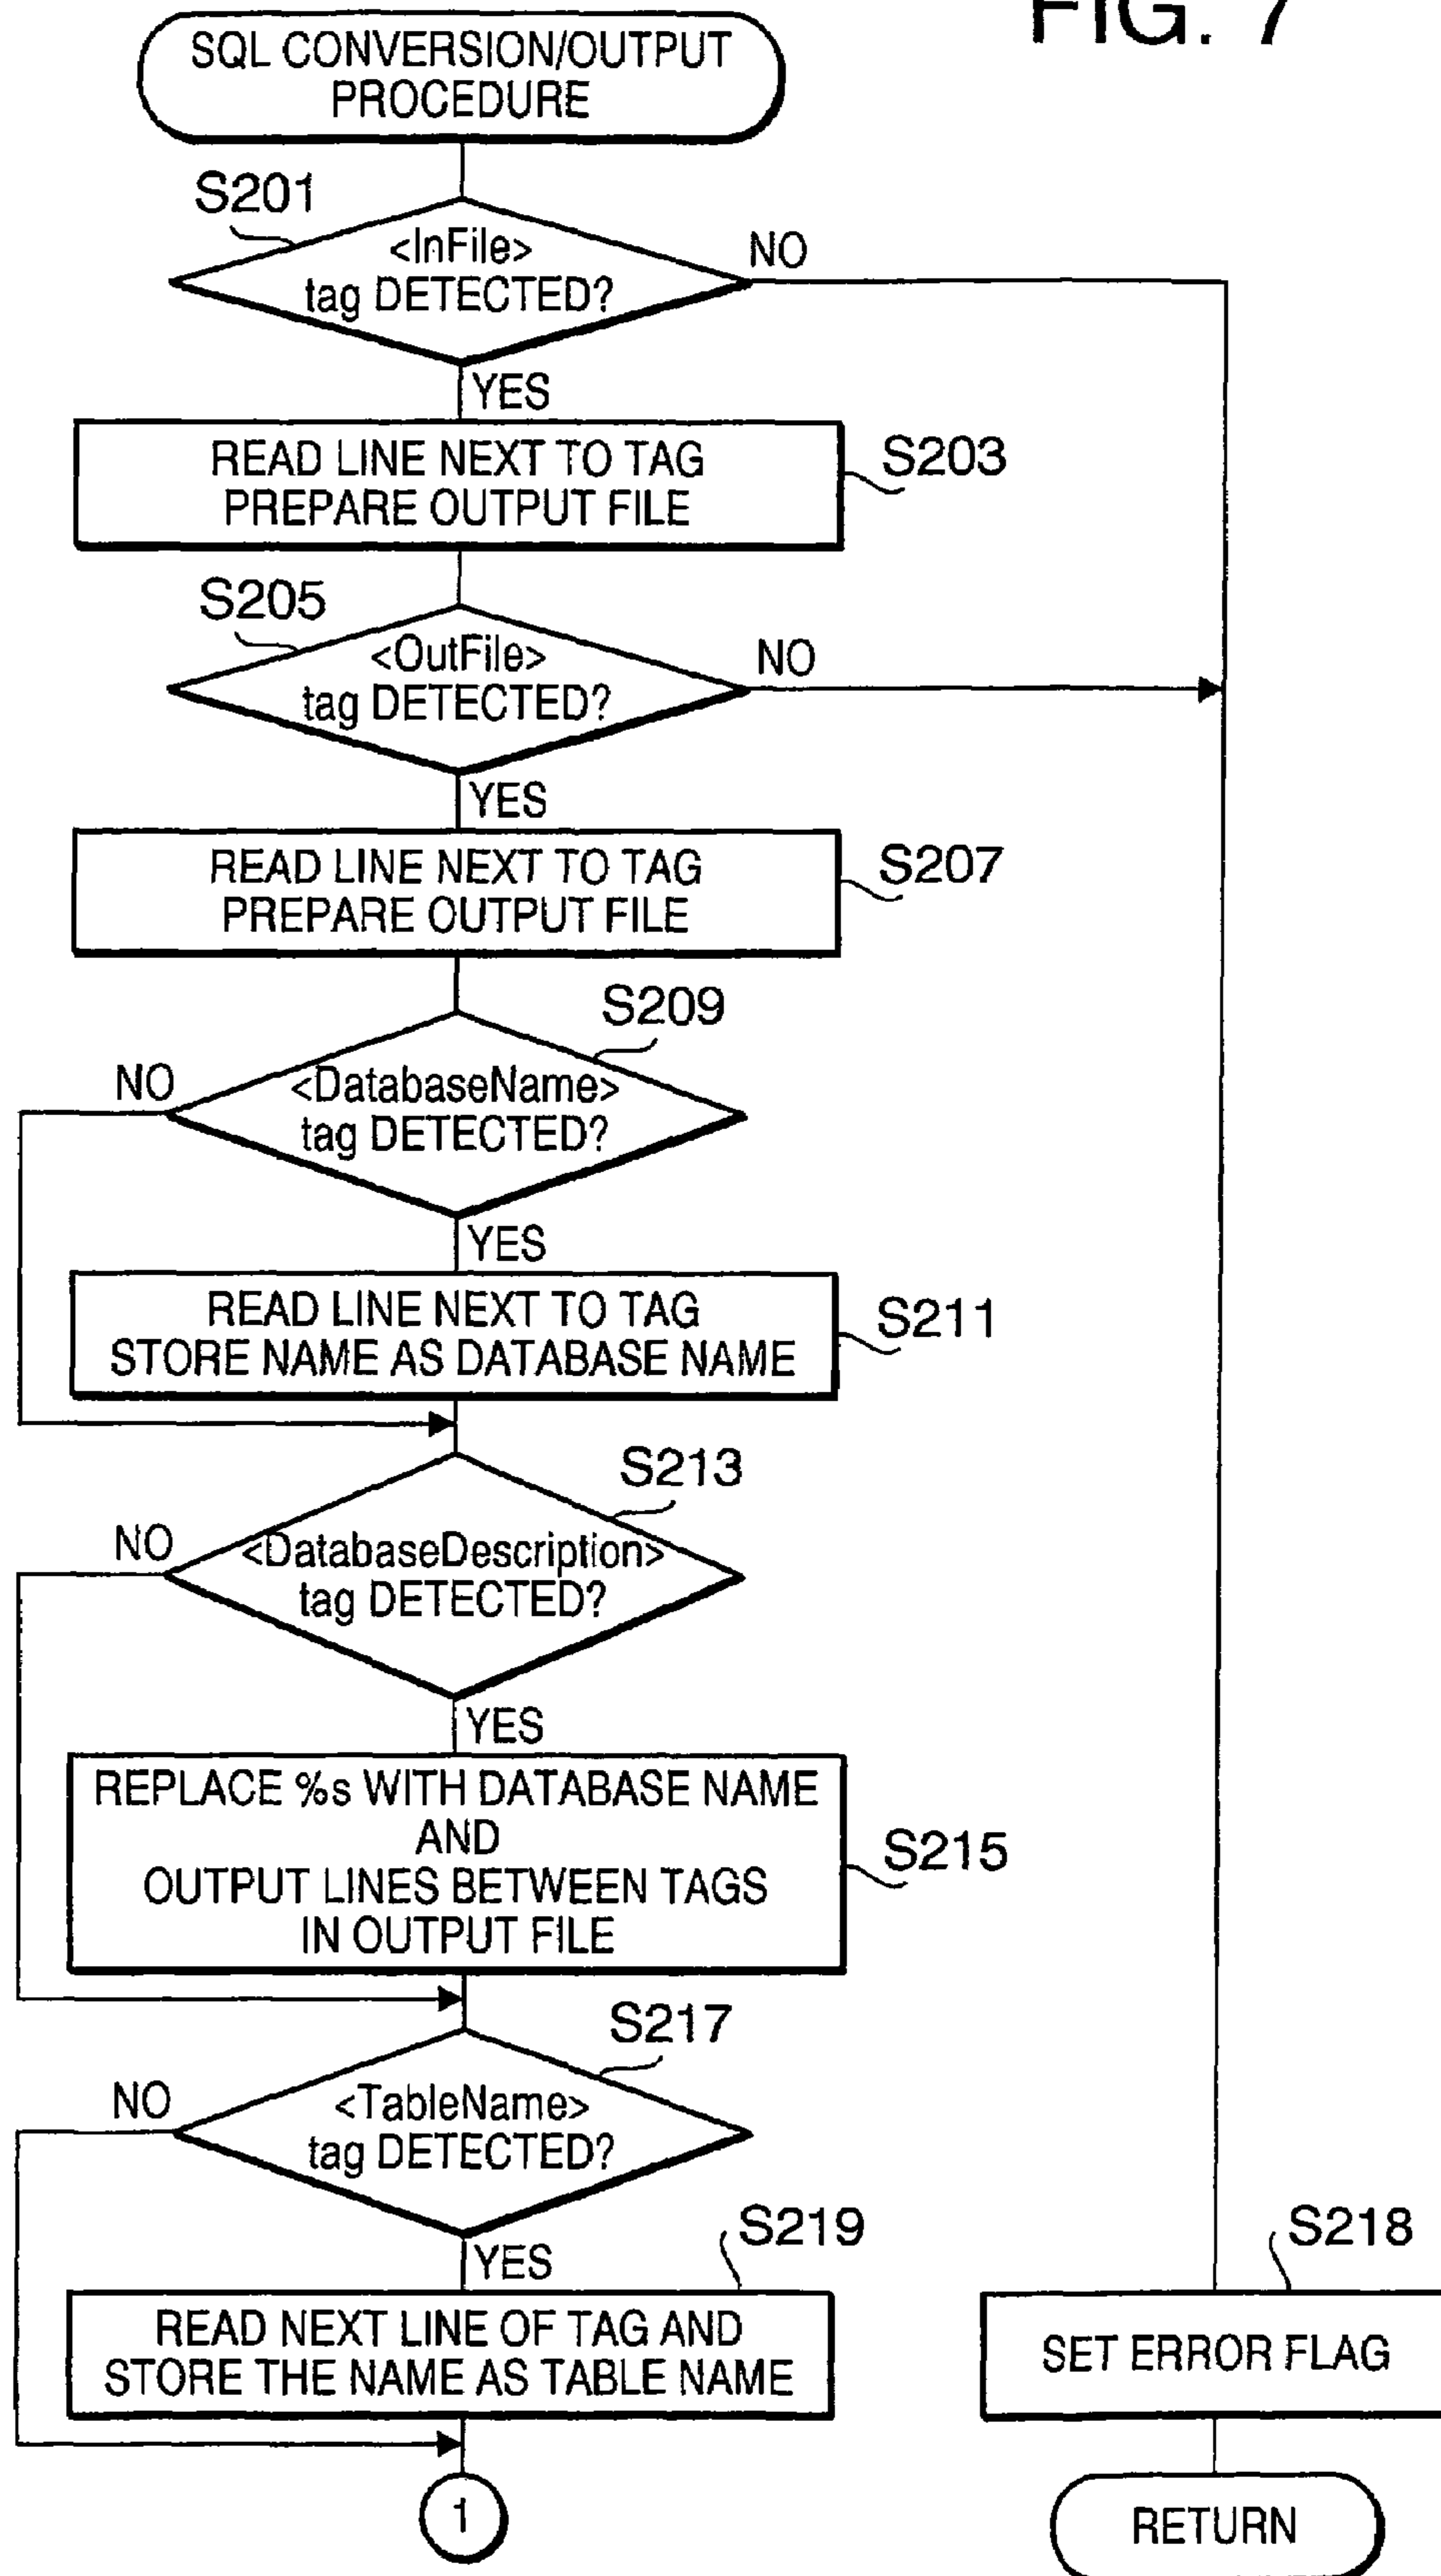 FIG. 7
SQL CONVERSION/OUTPUT
PROCEDURE
S201
<InFile>
tag DETECTED?
NO
YES
READ LINE NEXT TO TAG
PREPARE OUTPUT FILE
S203
S205
<OutFile>
tag DETECTED?
NO
YES
READ LINE NEXT TO TAG
PREPARE OUTPUT FILE
S207
S209
NO
<DatabaseName>
tag DETECTED?
YES
READ LINE NEXT TO TAG
STORE NAME AS DATABASE NAME
S211
S213
NO
<DatabaseDescription>
tag DETECTED?
YES
REPLACE %s WITH DATABASE NAME
AND
OUTPUT LINES BETWEEN TAGS
IN OUTPUT FILE
S215
S217
NO
<TableName>
tag DETECTED?
YES
S219
READ NEXT LINE OF TAG AND
STORE THE NAME AS TABLE NAME
1
S218
SET ERROR FLAG
RETURN